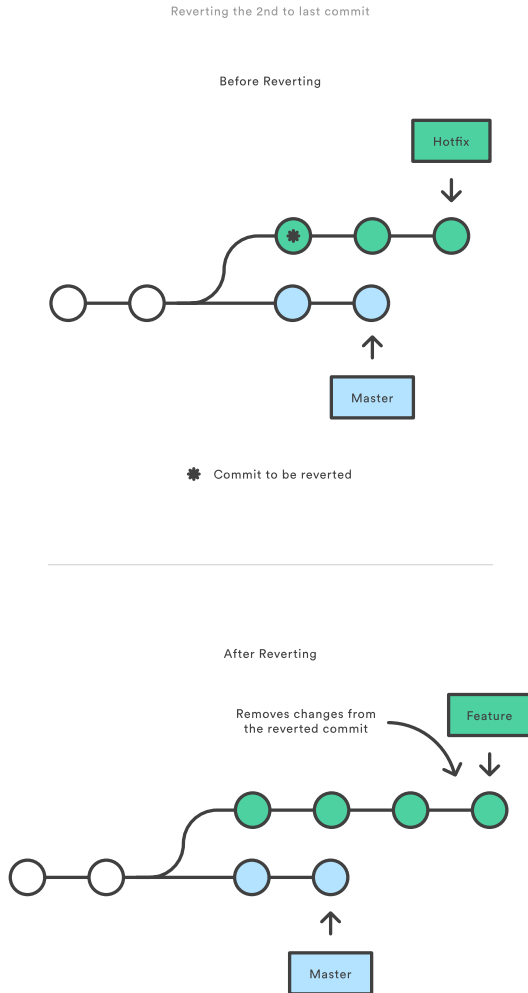 Reverting the 2nd to last commit
Before Reverting
Hotfix
Master
Commit to be reverted
After Reverting
Feature
Removes changes from
the reverted commit
Master